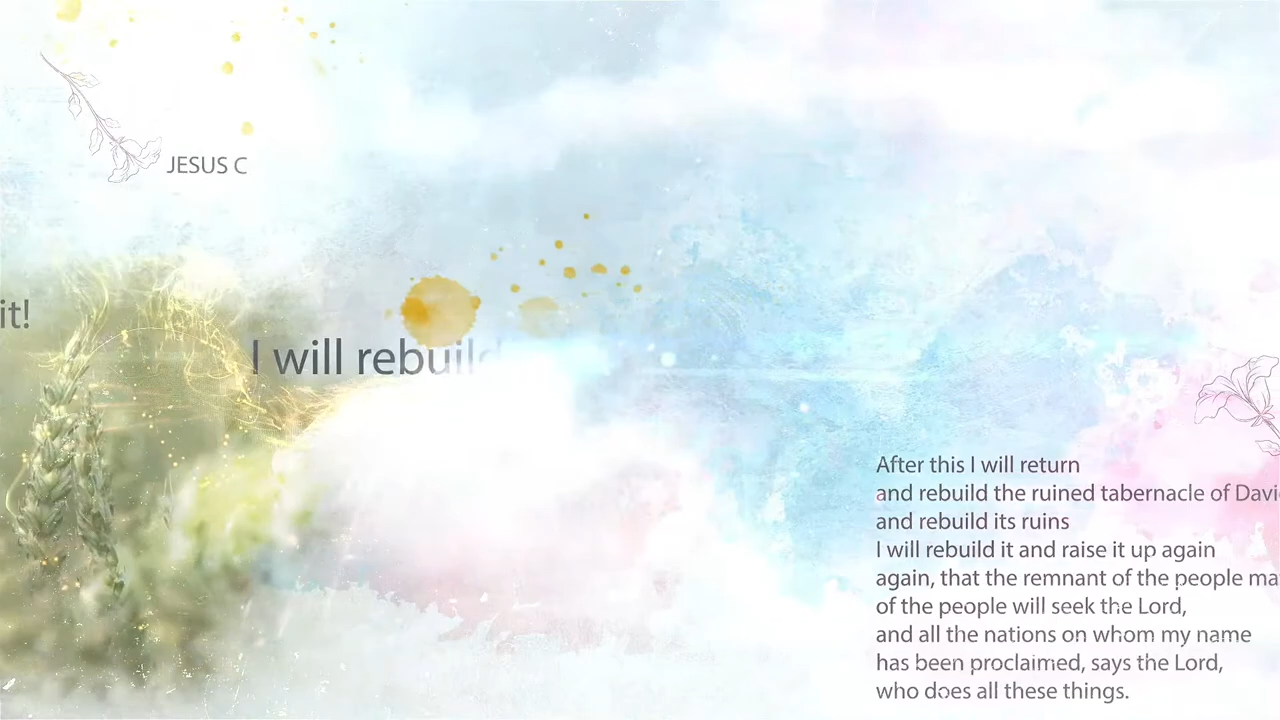 JESUS C
it!
I will rebuild
After this I will return
and rebuild the ruined tabernacle of Davi
and rebuild its ruins
I will rebuild it and raise it up again
again, that the remnant of the people ma
of the people will seek the Lord,
and all the nations on whom my name
has been proclaimed, says the Lord,
who does all these things.